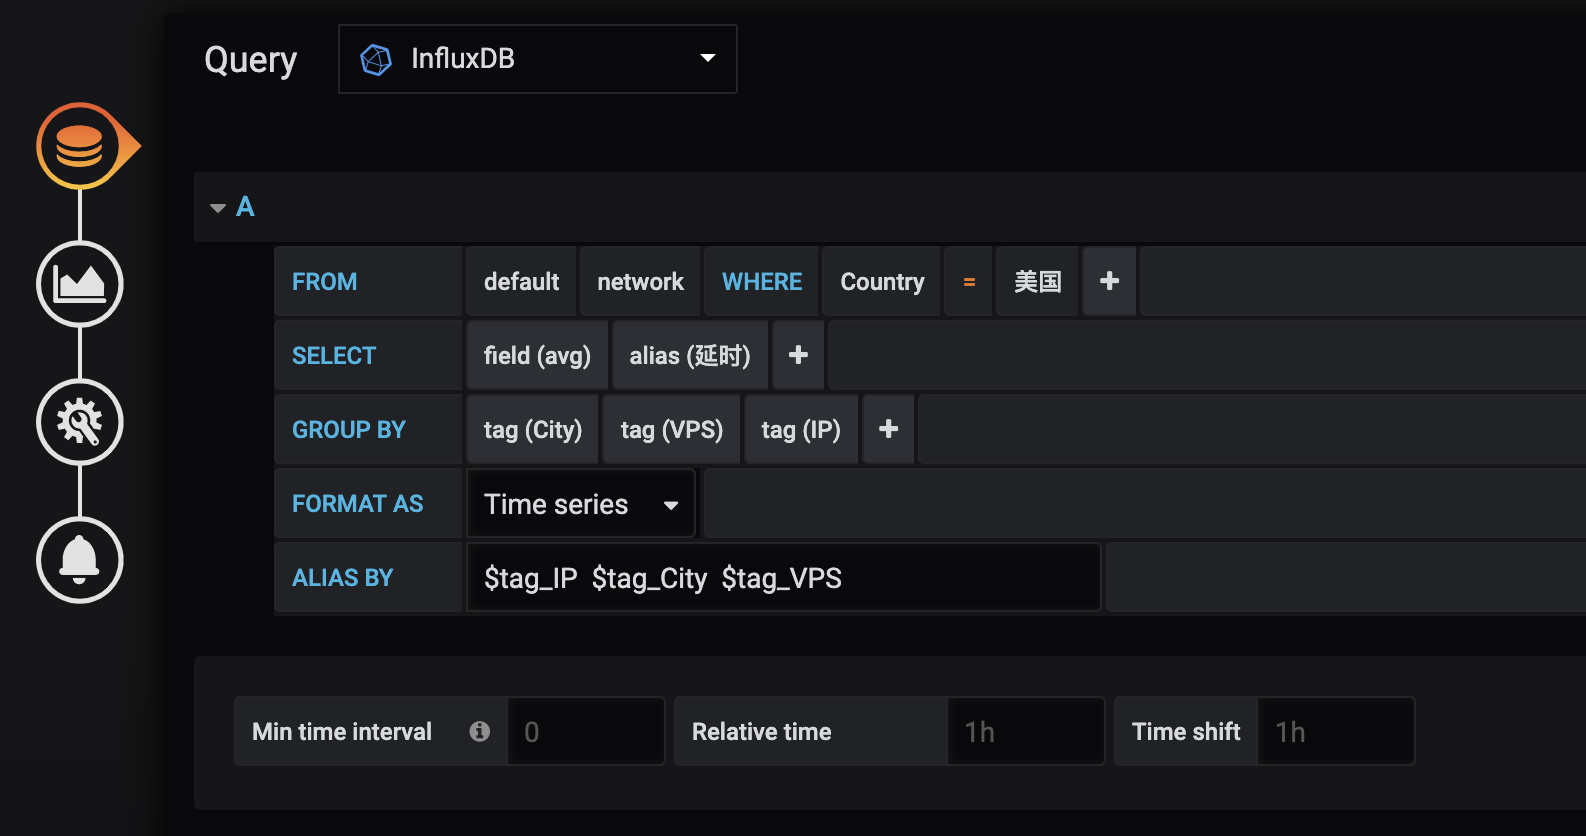 Query InfluxDB
A
FROM default network WHERE Country = 美国 +
SELECT field (avg) alias (延时) +
GROUP BY tag (City) tag (VPS) tag (IP) +
FORMAT AS Time series
ALIAS BY $tag_IP $tag_City $tag_VPS
Min time interval 0 Relative time 1h Time shift 1h